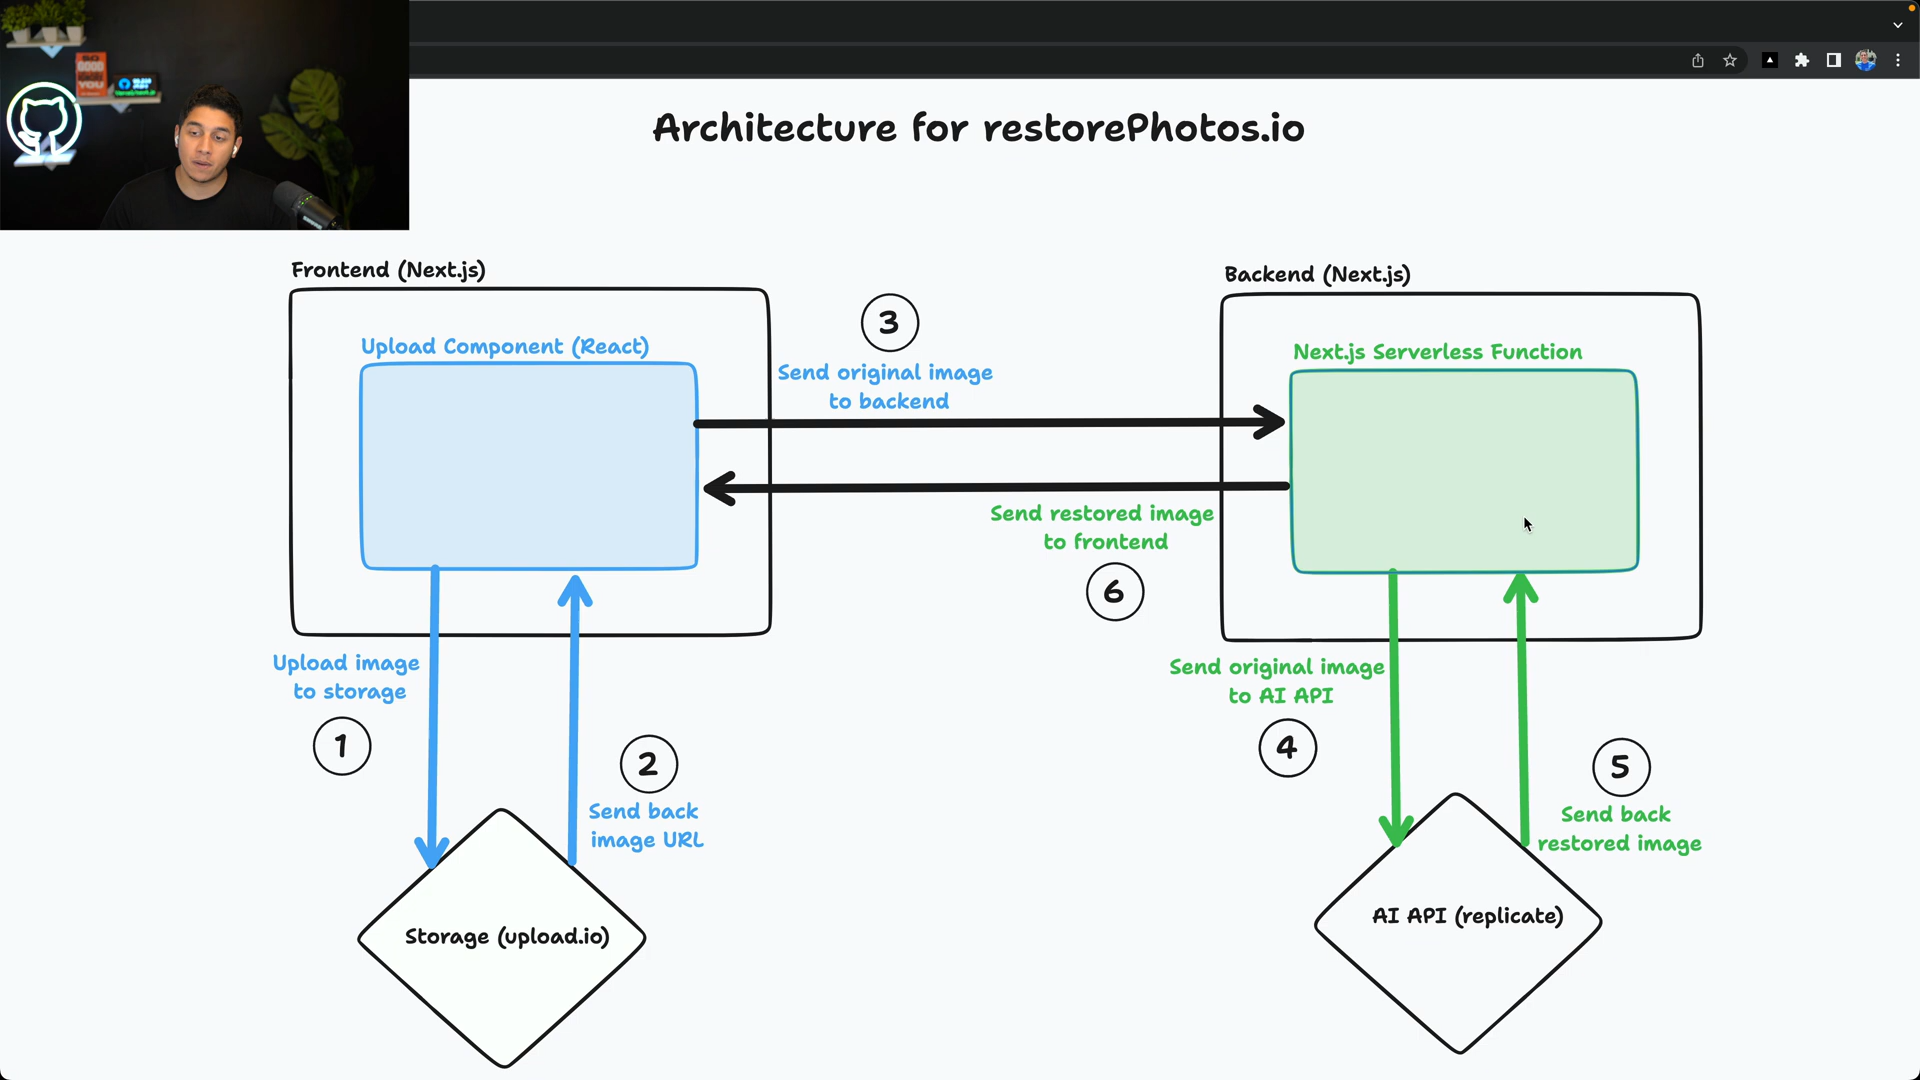 Architecture for restorePhotos.io
Frontend (Next.js)
Upload Component (React)
3
Send original image
to backend
Backend (Next.js)
Next.js Serverless Function
Send restored image
to frontend
6
Upload image
to storage
1
2
Send back
image URL
Storage (upload.io)
Send original image
to AI API
4
5
Send back
restored image
AI API (replicate)
GOOD
YOU